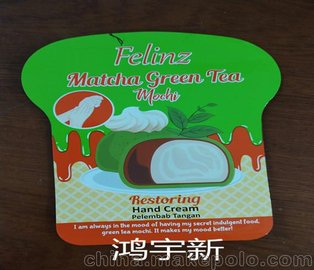 Felinz
Matcha Green Tea
Mochi
Restoring
Hand Cream
Pelembab Tangan
I am always in the mood of having my secret indulgent food,
green tea mochi. It makes my mood better!
鸿宇新
china.makepolo.com